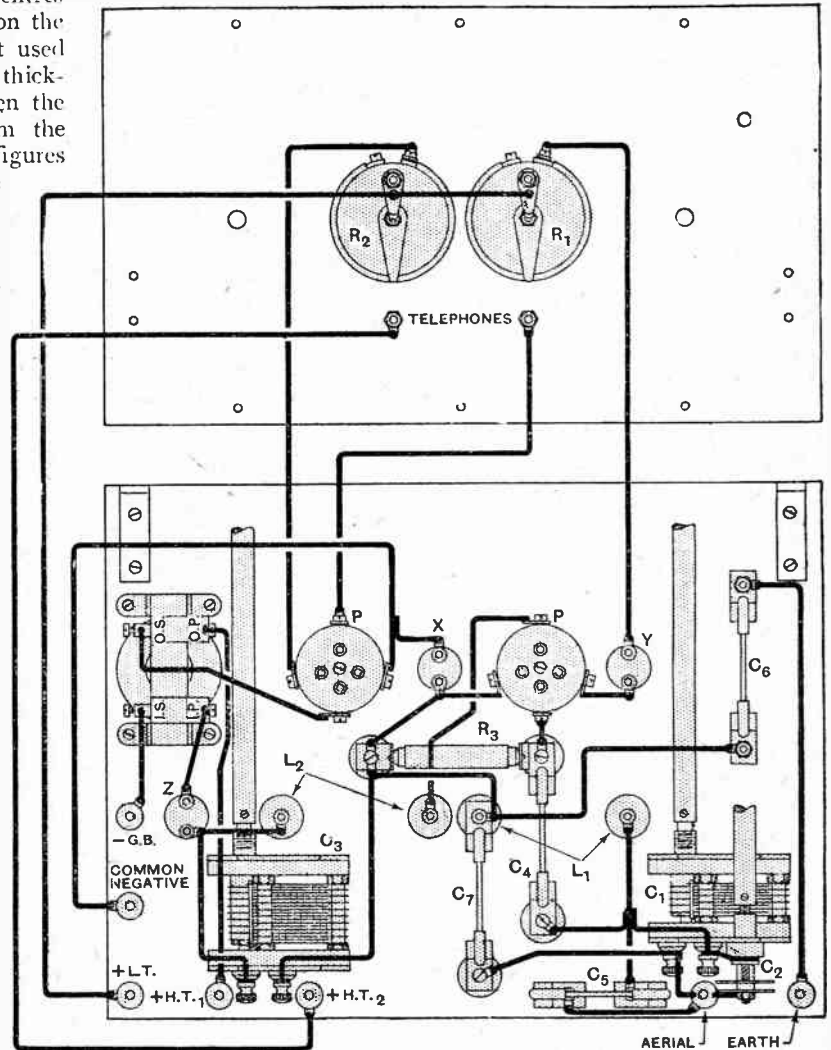 on the
t used
thick-
en the
m the
figures
R2 R1
TELEPHONES
P X P Y
O.S. O.P.
I.S. I.P.
C6
R3
L2
Z
-G.B.
C3
L1
COMMON
NEGATIVE
C7 C4 C1
C2
+L.T.
+H.T.1 +H.T.2
C5
AERIAL EARTH